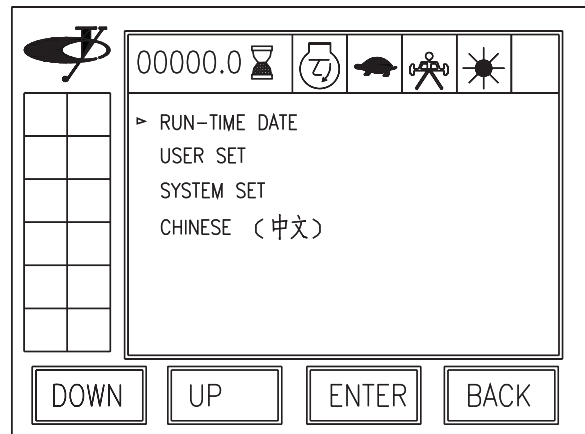 00000.0
RUN-TIME DATE
USER SET
SYSTEM SET
CHINESE (中文)
DOWN UP ENTER BACK